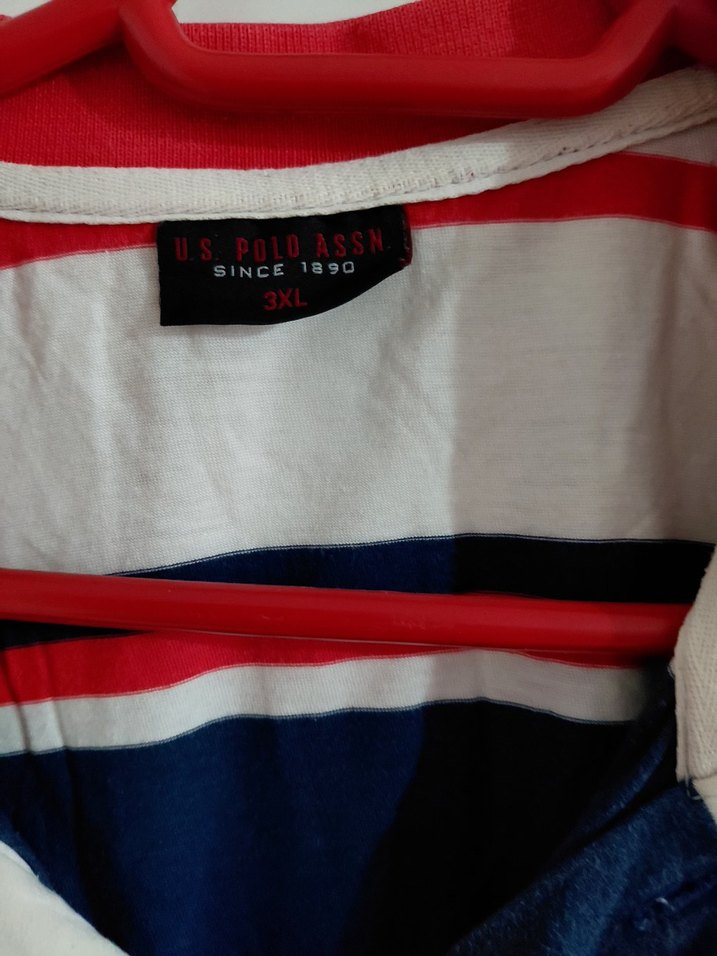 U.S. POLO ASSN.
SINCE 1890
3XL